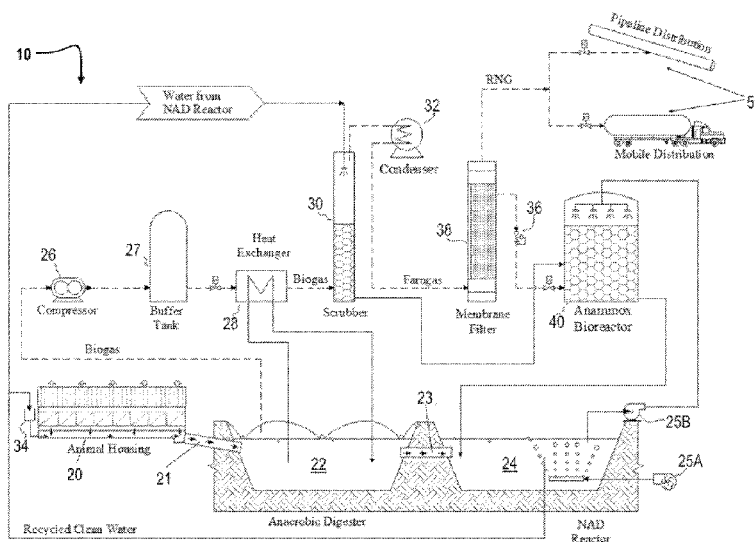 10
Water from
NAD Reactor
32
Condenser
RNG
Pipeline Distribution
5
Mobile Distribution
30
26
Compressor
27
Buffer
Tank
Heat
Exchanger
28
Biogas
Scrubber
Farogas
38
36
Membrane
Filter
40
Anammox
Bioreactor
Biogas
34
Animal Housing
20
21
22
23
24
25B
25A
Recycled Clean Water
Anaerobic Digester
NAD
Reactor